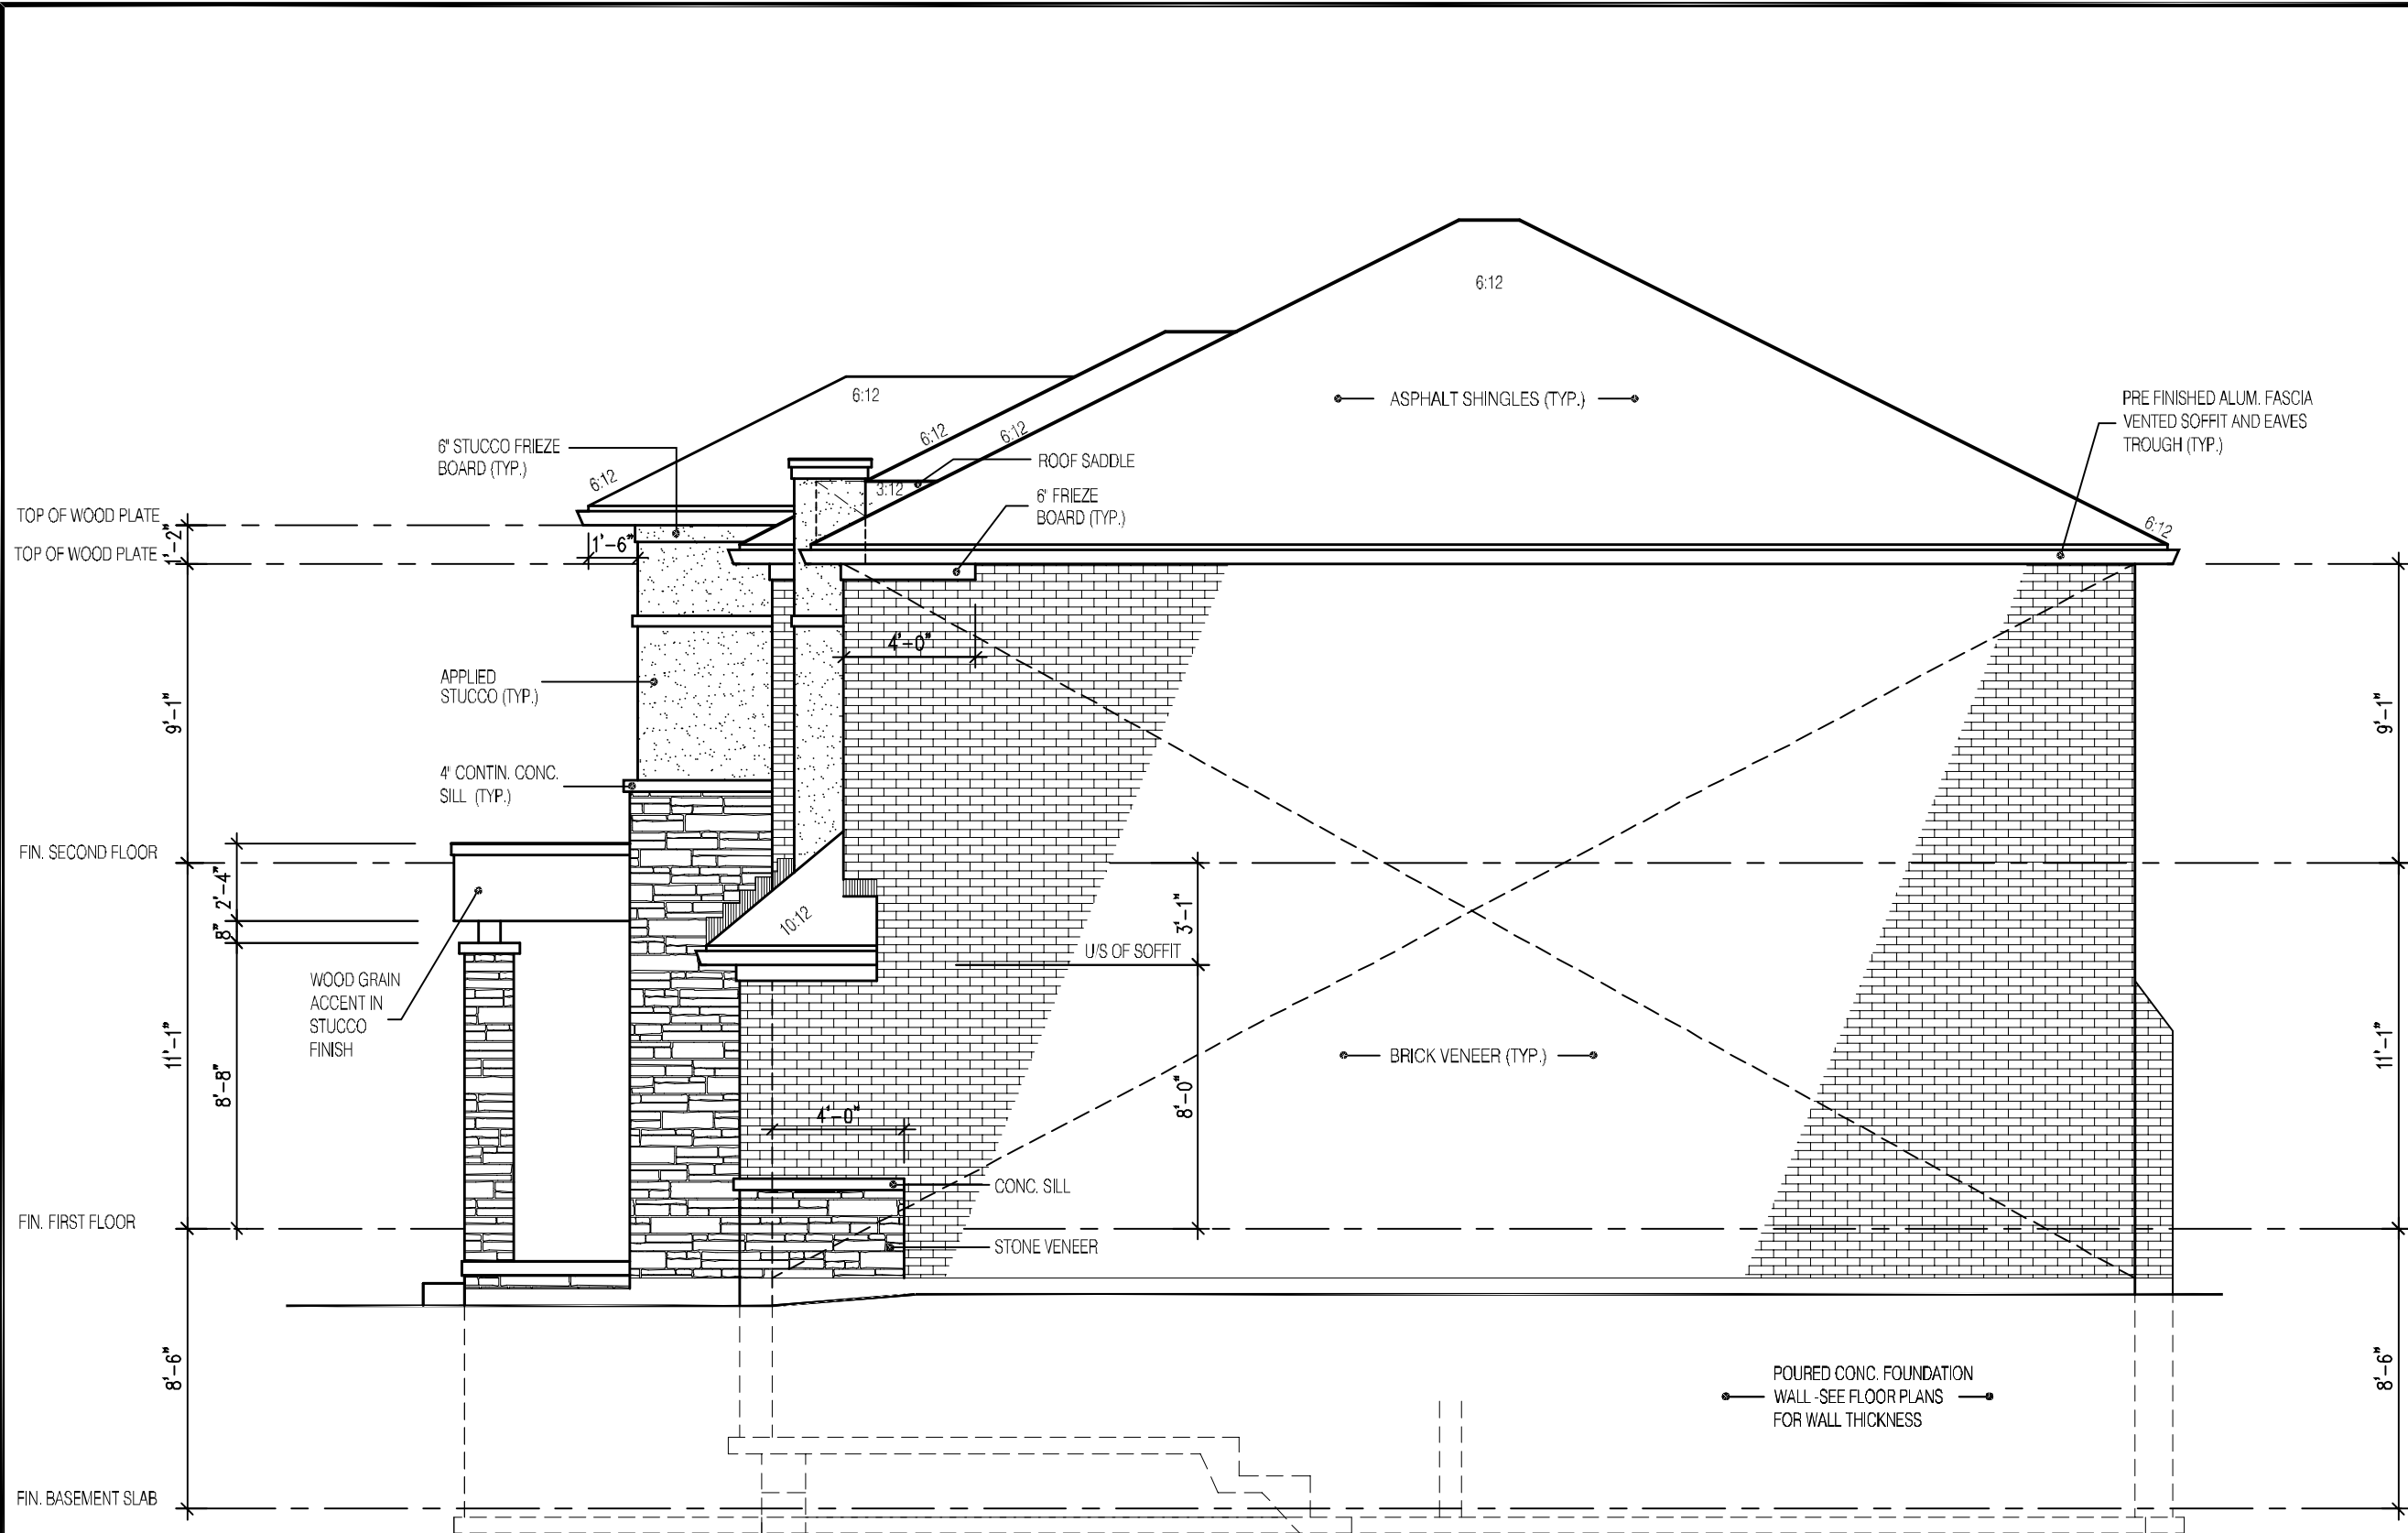 6:12
6:12
ASPHALT SHINGLES (TYP.)
PRE FINISHED ALUM. FASCIA
VENTED SOFFIT AND EAVES
TROUGH (TYP.)
6:12
6:12
6" STUCCO FRIEZE
BOARD (TYP.)
ROOF SADDLE
6:12
3:12
6" FRIEZE
BOARD (TYP.)
TOP OF WOOD PLATE
6:12
1'-2"
1'-6"
TOP OF WOOD PLATE
4'-0"
APPLIED
STUCCO (TYP.)
9'-1"
9'-1"
4" CONTIN. CONC.
SILL (TYP.)
FIN. SECOND FLOOR
2'-4"
8"
10:12
3'-1"
U/S OF SOFFIT
WOOD GRAIN
ACCENT IN
STUCCO
FINISH
11'-1"
BRICK VENEER (TYP.)
11'-1"
8'-8"
8'-0"
4'-0"
CONC. SILL
FIN. FIRST FLOOR
STONE VENEER
8'-6"
8'-6"
POURED CONC. FOUNDATION
WALL -SEE FLOOR PLANS
FOR WALL THICKNESS
FIN. BASEMENT SLAB